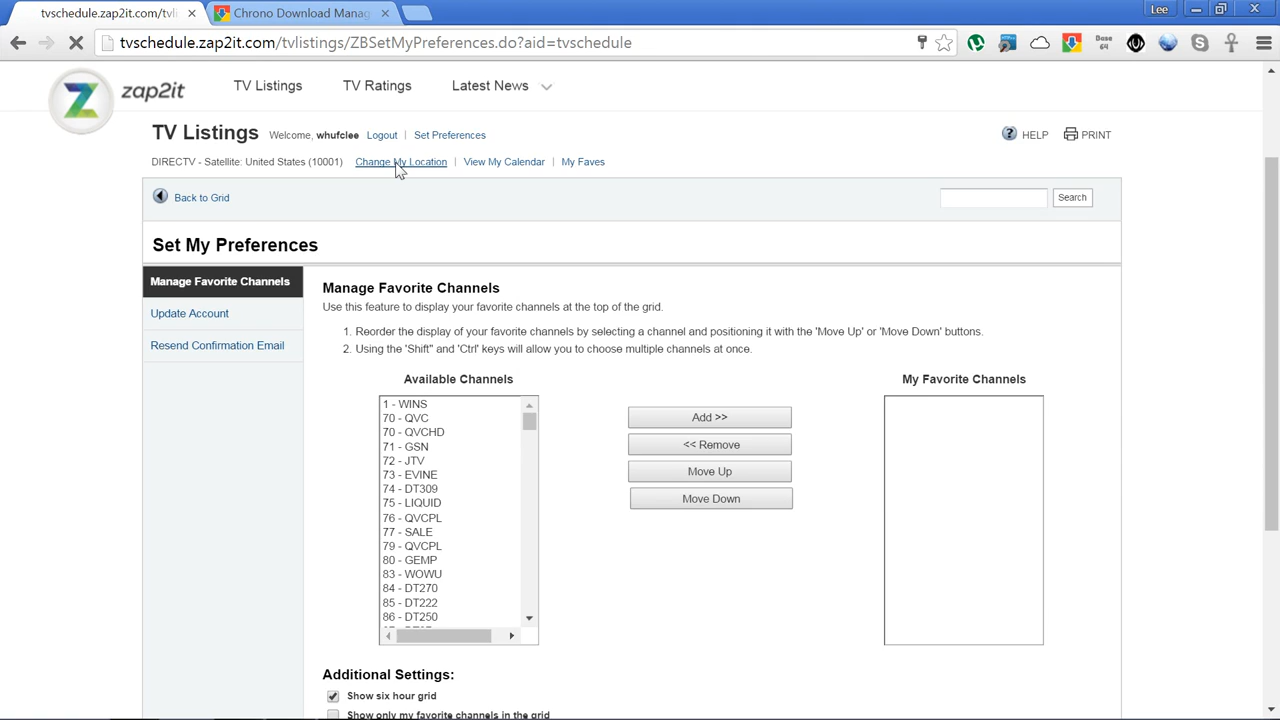 tvschedule.zap2it.com/tvli
Chrono Download Manag
Lee
tvschedule.zap2it.com/tvlistings/ZBSetMyPreferences.do?aid=tvschedule
Base 64
zap2it
TV Listings
TV Ratings
Latest News
TV Listings Welcome, whufclee Logout | Set Preferences
HELP PRINT
DIRECTV - Satellite: United States (10001) Change My Location | View My Calendar | My Faves
Back to Grid
Search
Set My Preferences
Manage Favorite Channels
Update Account
Resend Confirmation Email
Manage Favorite Channels
Use this feature to display your favorite channels at the top of the grid.
1. Reorder the display of your favorite channels by selecting a channel and positioning it with the 'Move Up' or 'Move Down' buttons.
2. Using the 'Shift" and 'Ctrl' keys will allow you to choose multiple channels at once.
Available Channels
1 - WINS
70 - QVC
70 - QVCHD
71 - GSN
72 - JTV
73 - EVINE
74 - DT309
75 - LIQUID
76 - QVCPL
77 - SALE
79 - QVCPL
80 - GEMP
83 - WOWU
84 - DT270
85 - DT222
86 - DT250
Add >>
<< Remove
Move Up
Move Down
My Favorite Channels
Additional Settings:
Show six hour grid
Show only my favorite channels in the grid